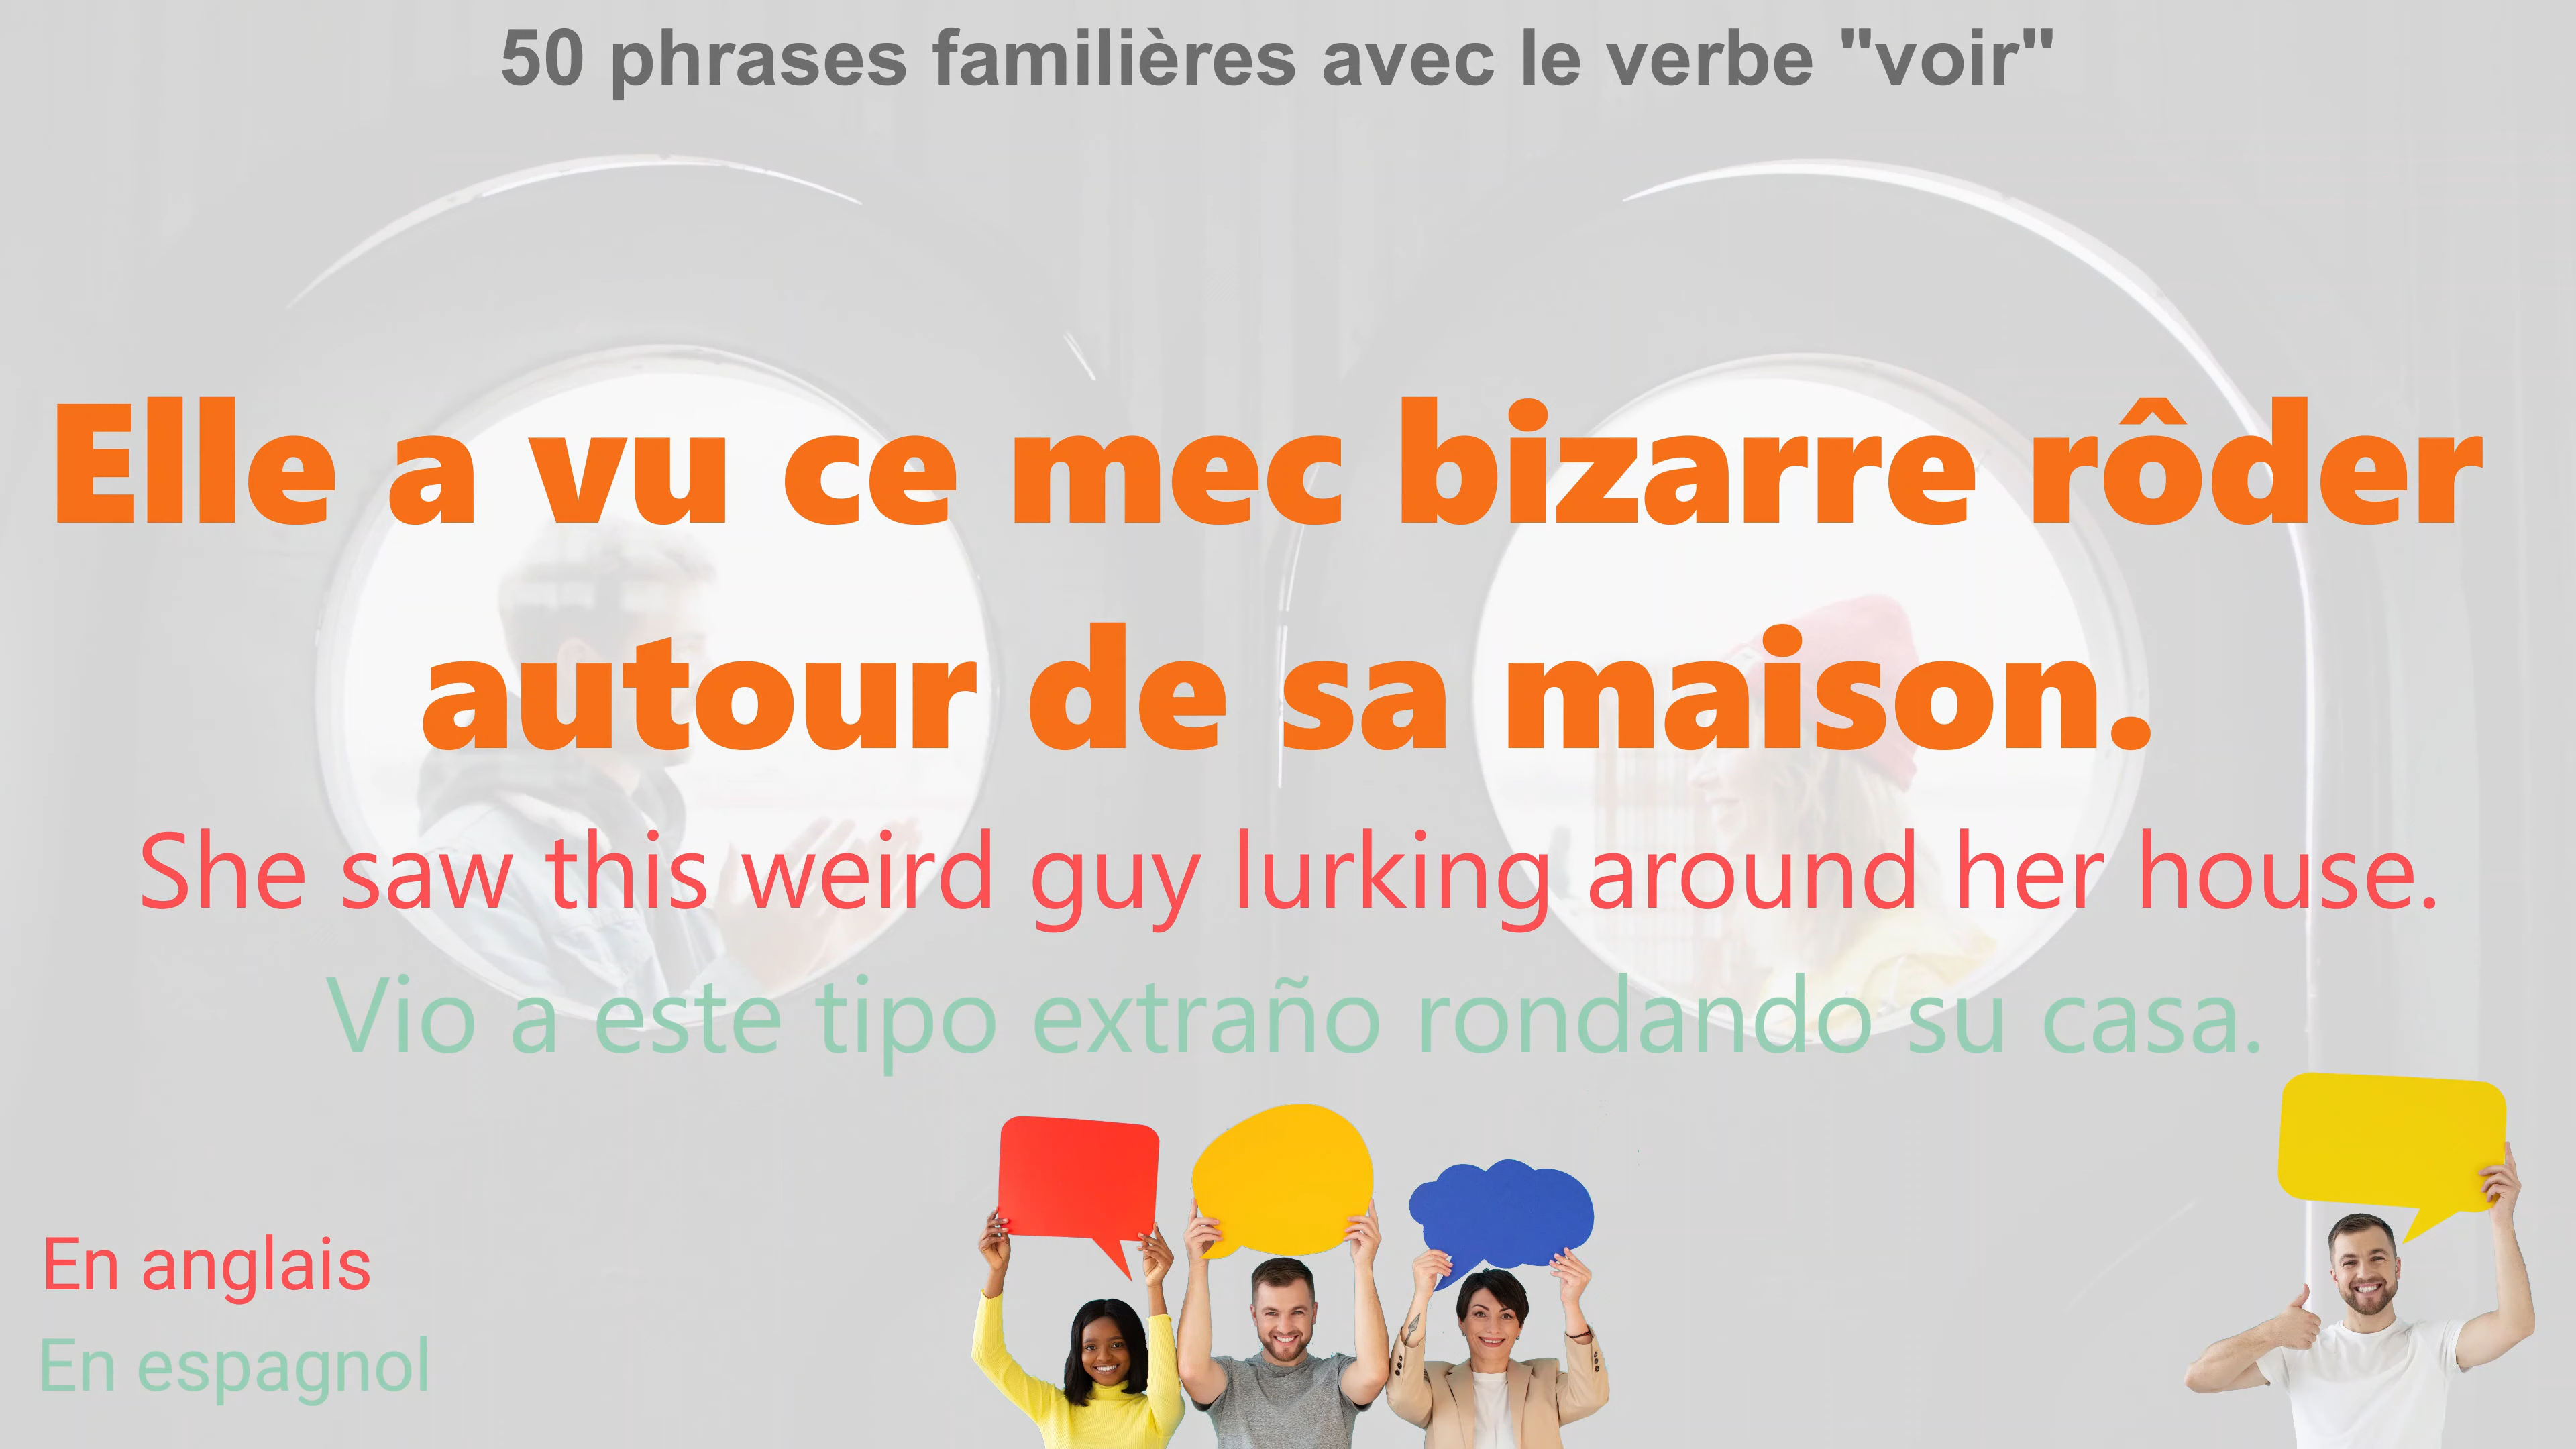 50 phrases familières avec le verbe "voir"
Elle a vu ce mec bizarre rôder
autour de sa maison.
She saw this weird guy lurking around her house.
Vio a este tipo extraño rondando su casa.
En anglais
En espagnol